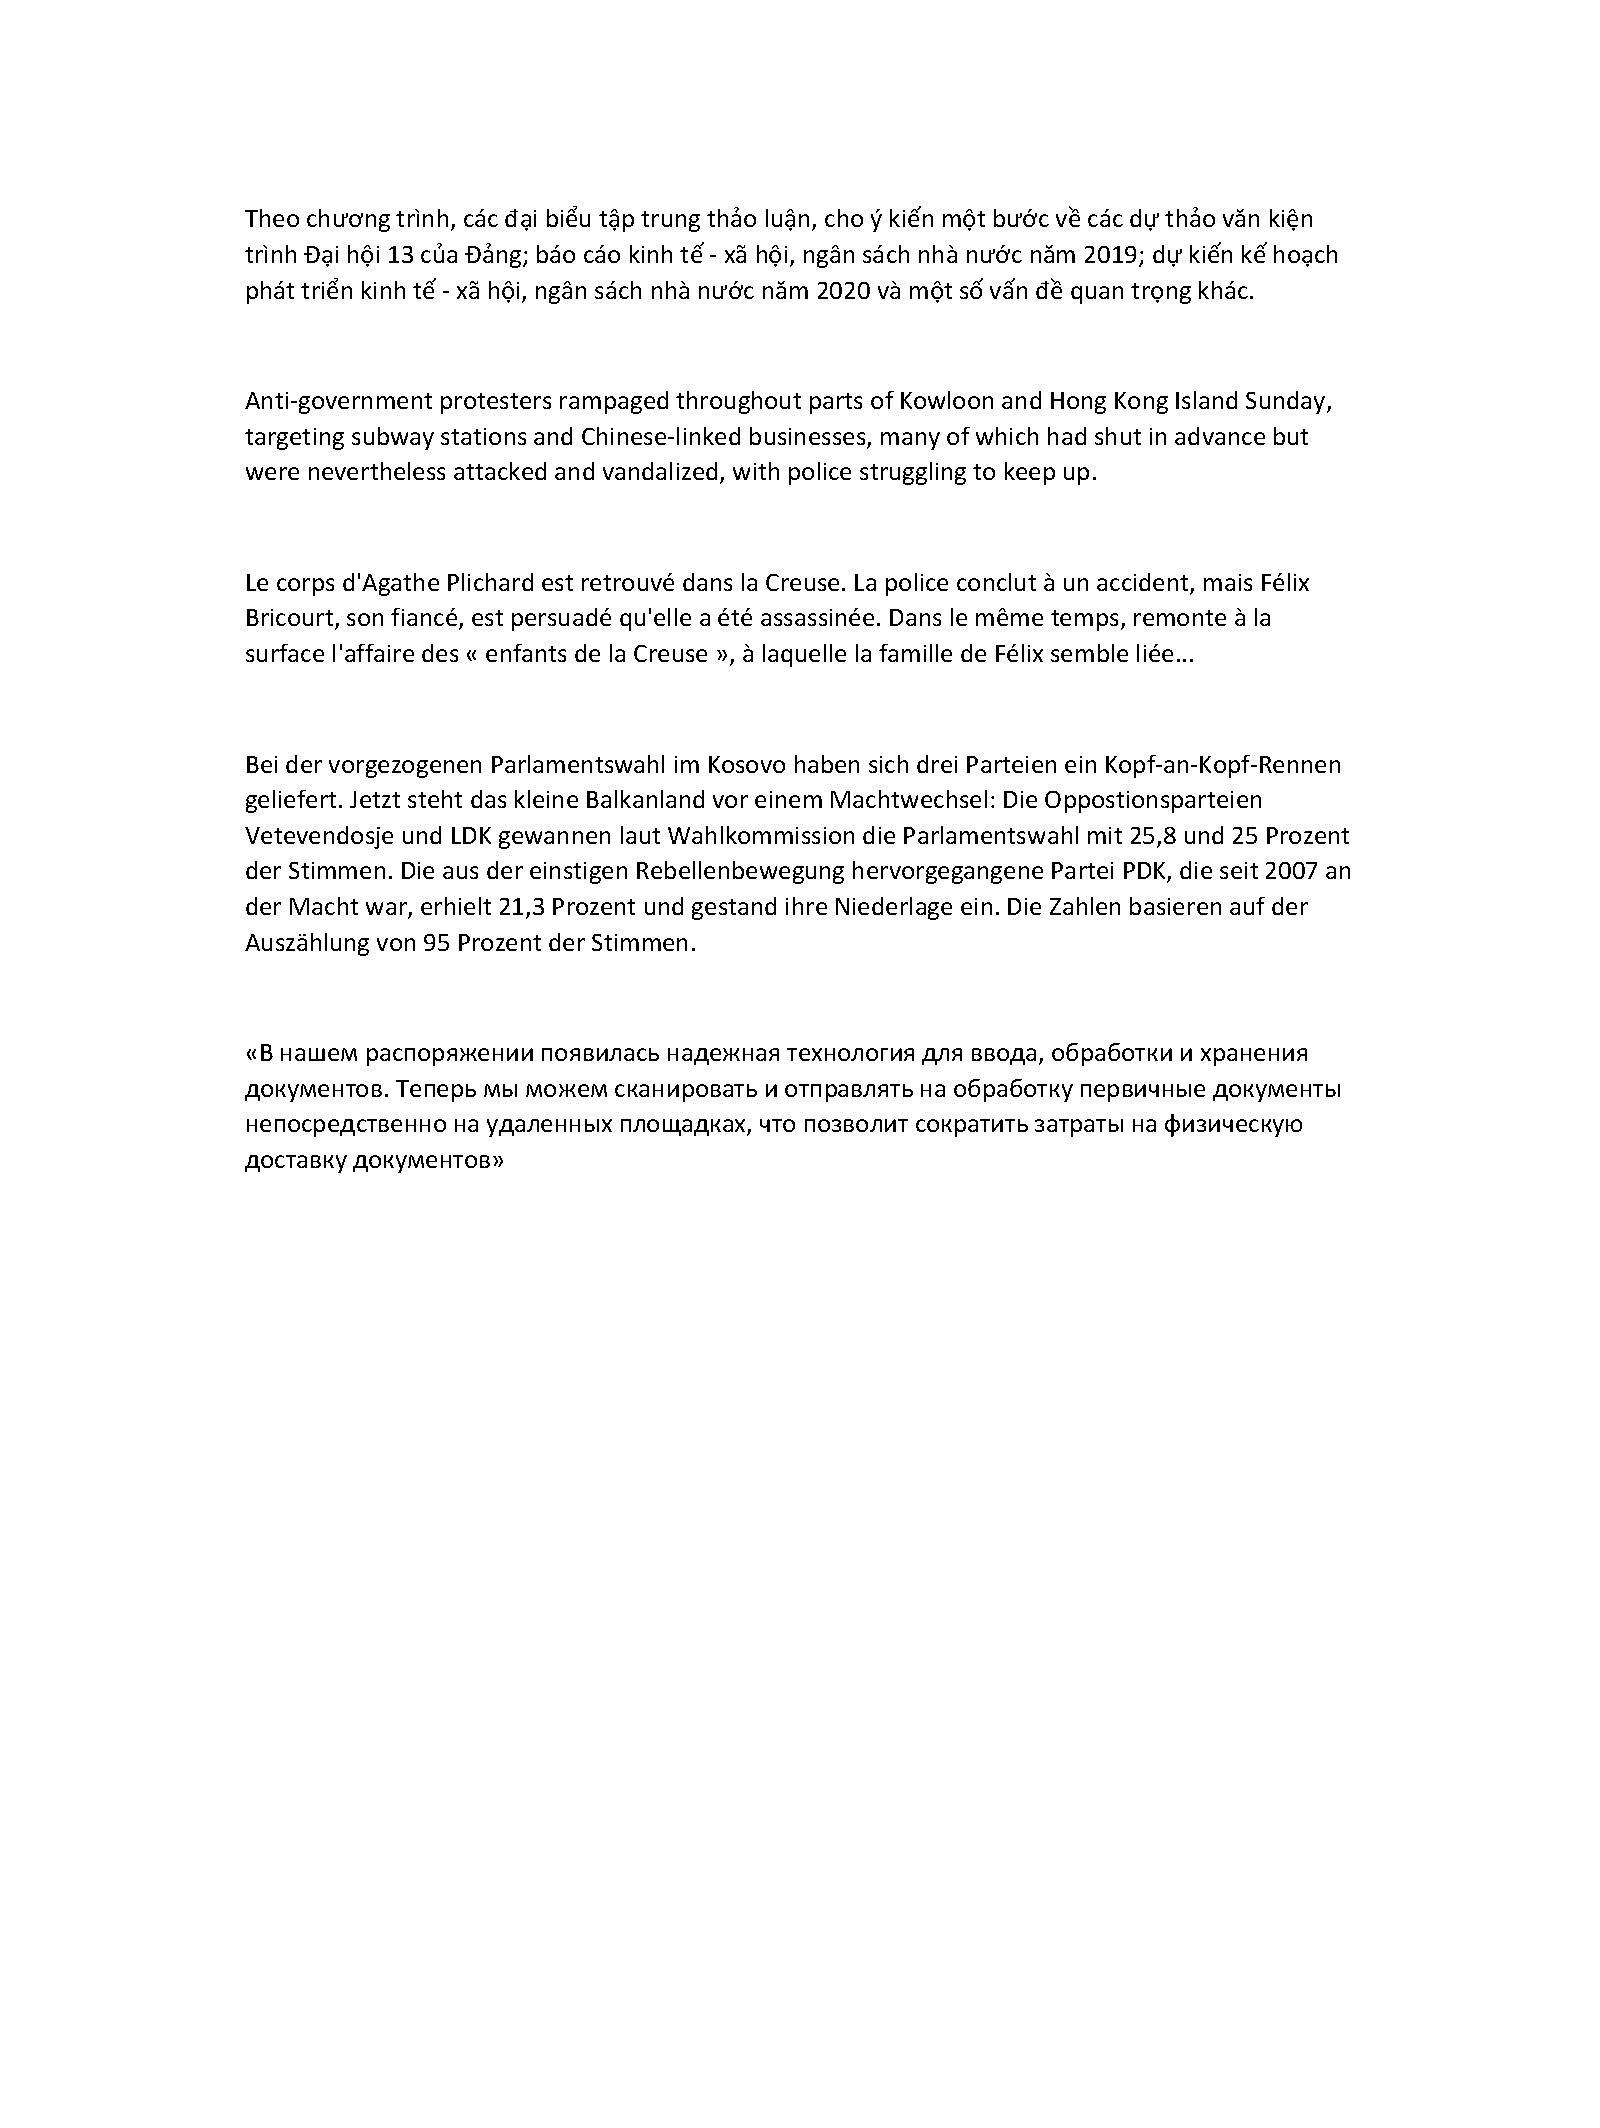 Theo chương trình, các đại biểu tập trung thảo luận, cho ý kiến một bước về các dự thảo văn kiện
trình Đại hội 13 của Đảng; báo cáo kinh tế - xã hội, ngân sách nhà nước năm 2019; dự kiến kế hoạch
phát triển kinh tế - xã hội, ngân sách nhà nước năm 2020 và một số vấn đề quan trọng khác.
Anti-government protesters rampaged throughout parts of Kowloon and Hong Kong Island Sunday,
targeting subway stations and Chinese-linked businesses, many of which had shut in advance but
were nevertheless attacked and vandalized, with police struggling to keep up.
Le corps d'Agathe Plichard est retrouvé dans la Creuse. La police conclut à un accident, mais Félix
Bricourt, son fiancé, est persuadé qu'elle a été assassinée. Dans le même temps, remonte à la
surface l'affaire des « enfants de la Creuse », à laquelle la famille de Félix semble liée...
Bei der vorgezogenen Parlamentswahl im Kosovo haben sich drei Parteien ein Kopf-an-Kopf-Rennen
geliefert. Jetzt steht das kleine Balkanland vor einem Machtwechsel: Die Oppostionsparteien
Vetevendosje und LDK gewannen laut Wahlkommission die Parlamentswahl mit 25,8 und 25 Prozent
der Stimmen. Die aus der einstigen Rebellenbewegung hervorgegangene Partei PDK, die seit 2007 an
der Macht war, erhielt 21,3 Prozent und gestand ihre Niederlage ein. Die Zahlen basieren auf der
Auszählung von 95 Prozent der Stimmen.
«В нашем распоряжении появилась надежная технология для ввода, обработки и хранения
документов. Теперь мы можем сканировать и отправлять на обработку первичные документы
непосредственно на удаленных площадках, что позволит сократить затраты на физическую
доставку документов»